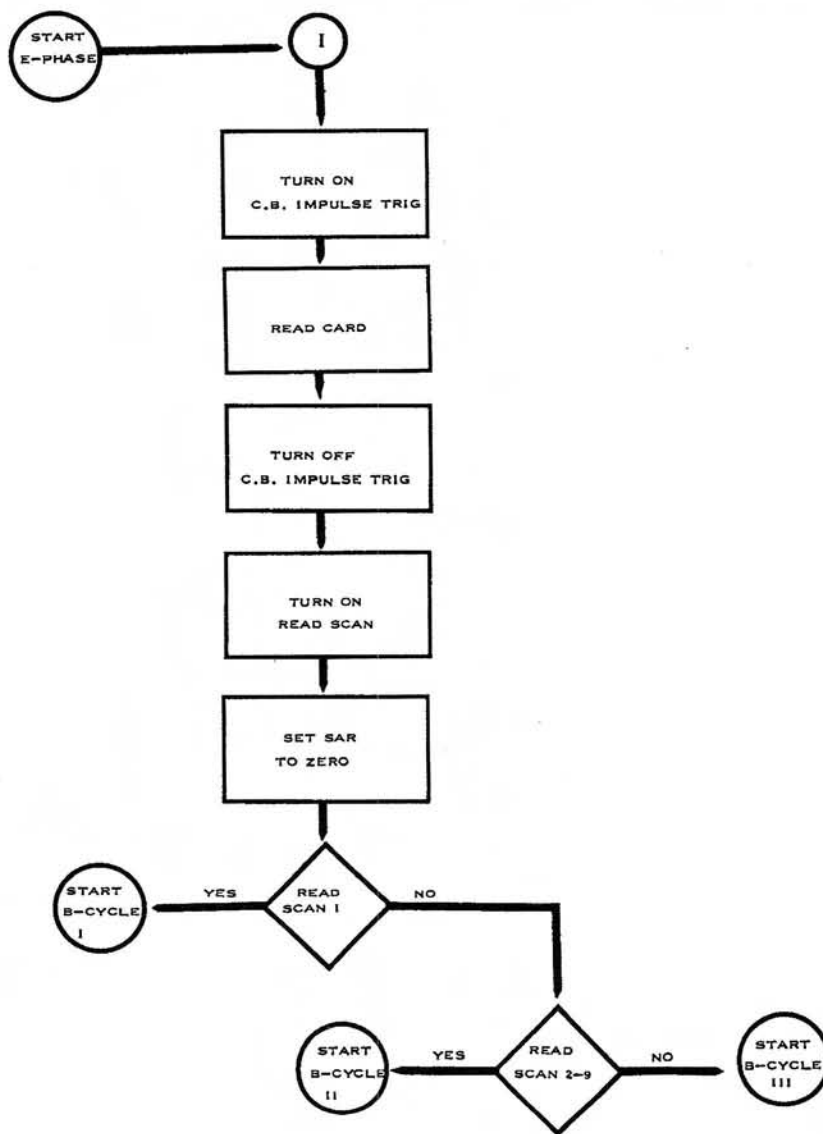 START
E-PHASE
I
TURN ON
C.B. IMPULSE TRIG
READ CARD
TURN OFF
C.B. IMPULSE TRIG
TURN ON
READ SCAN
SET SAR
TO ZERO
READ
SCAN I
YES
NO
START
B-CYCLE
I
READ
SCAN 2-9
YES
NO
START
B-CYCLE
II
START
B-CYCLE
III